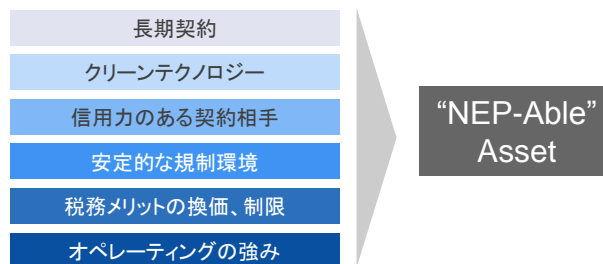 長期契約
クリーンテクノロジー
信用力のある契約相手
安定的な規制環境
税務メリットの換価、制限
オペレーティングの強み
“NEP-Able”
Asset